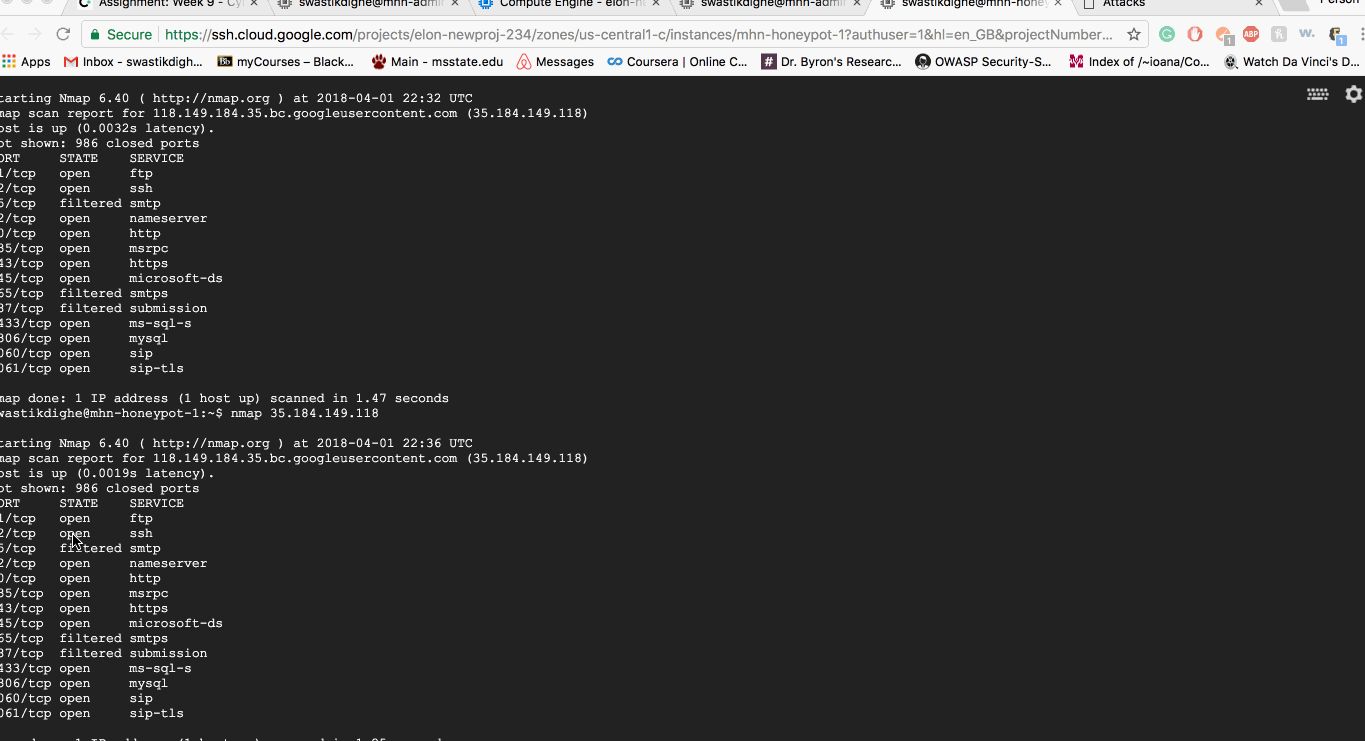 Assignment: Week 9 - Cy
swastikdighe@mhn-admin
Compute Engine - elon-n
swastikdighe@mhn-admin
swastikdighe@mhn-honey
Attacks
Person
Secure https://ssh.cloud.google.com/projects/elon-newproj-234/zones/us-central1-c/instances/mhn-honeypot-1?authuser=1&hl=en_GB&projectNumber...
Apps Inbox - swastikdigh... myCourses – Black... Main - msstate.edu Messages Coursera | Online C... Dr. Byron's Researc... OWASP Security-S... Index of /~ioana/Co... Watch Da Vinci's D...
tarting Nmap 6.40 ( http://nmap.org ) at 2018-04-01 22:32 UTC
map scan report for 118.149.184.35.bc.googleusercontent.com (35.184.149.118)
ost is up (0.0032s latency).
ot shown: 986 closed ports
ORT STATE SERVICE
1/tcp open ftp
2/tcp open ssh
5/tcp filtered smtp
2/tcp open nameserver
0/tcp open http
35/tcp open msrpc
43/tcp open https
45/tcp open microsoft-ds
65/tcp filtered smtps
87/tcp filtered submission
433/tcp open ms-sql-s
306/tcp open mysql
060/tcp open sip
061/tcp open sip-tls
map done: 1 IP address (1 host up) scanned in 1.47 seconds
wastikdighe@mhn-honeypot-1:~$ nmap 35.184.149.118
tarting Nmap 6.40 ( http://nmap.org ) at 2018-04-01 22:36 UTC
map scan report for 118.149.184.35.bc.googleusercontent.com (35.184.149.118)
ost is up (0.0019s latency).
ot shown: 986 closed ports
ORT STATE SERVICE
1/tcp open ftp
2/tcp open ssh
5/tcp filtered smtp
2/tcp open nameserver
0/tcp open http
35/tcp open msrpc
43/tcp open https
45/tcp open microsoft-ds
65/tcp filtered smtps
87/tcp filtered submission
433/tcp open ms-sql-s
306/tcp open mysql
060/tcp open sip
061/tcp open sip-tls